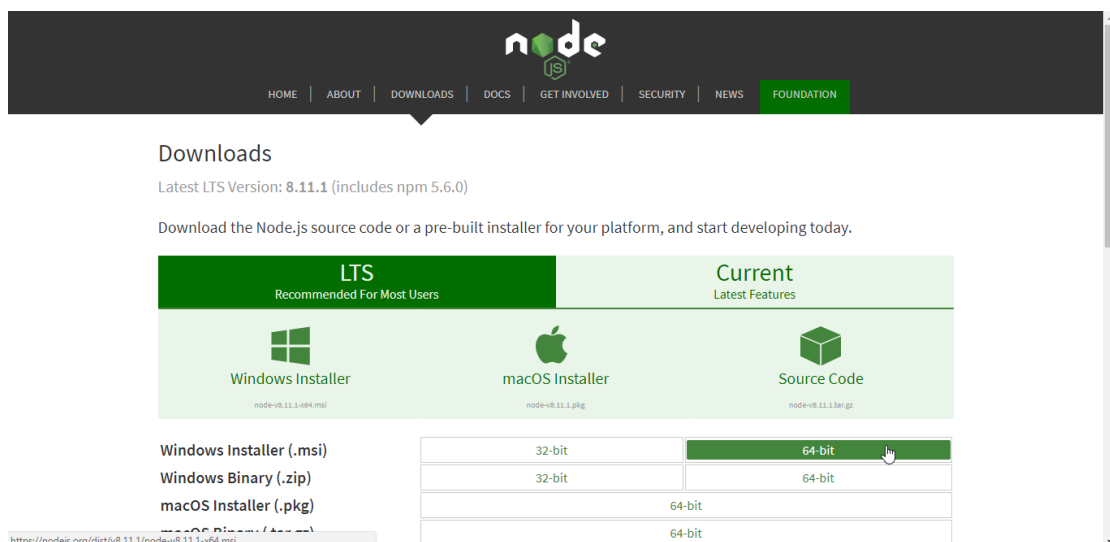 node
JS
HOME ABOUT DOWNLOADS DOCS GET INVOLVED SECURITY NEWS FOUNDATION
Downloads
Latest LTS Version: 8.11.1 (includes npm 5.6.0)
Download the Node.js source code or a pre-built installer for your platform, and start developing today.
LTS Current
Recommended For Most Users Latest Features
Windows Installer macOS Installer Source Code
node-v8.11.1-x64.msi node-v8.11.1.pkg node-v8.11.1.tar.gz
Windows Installer (.msi) 32-bit 64-bit
Windows Binary (.zip) 32-bit 64-bit
macOS Installer (.pkg) 64-bit
macOS Binary (.tar.gz) 64-bit
https://nodejs.org/dist/v8.11.1/node-v8.11.1-x64.msi